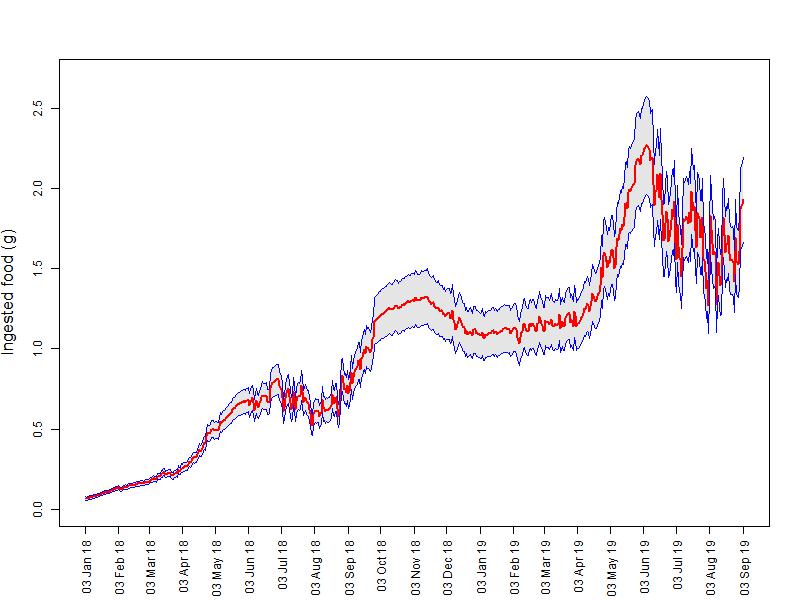 Ingested food (g)
2.5
2.0
1.5
1.0
0.5
0.0
03 Jan 18
03 Feb 18
03 Mar 18
03 Apr 18
03 May 18
03 Jun 18
03 Jul 18
03 Aug 18
03 Sep 18
03 Oct 18
03 Nov 18
03 Dec 18
03 Jan 19
03 Feb 19
03 Mar 19
03 Apr 19
03 May 19
03 Jun 19
03 Jul 19
03 Aug 19
03 Sep 19